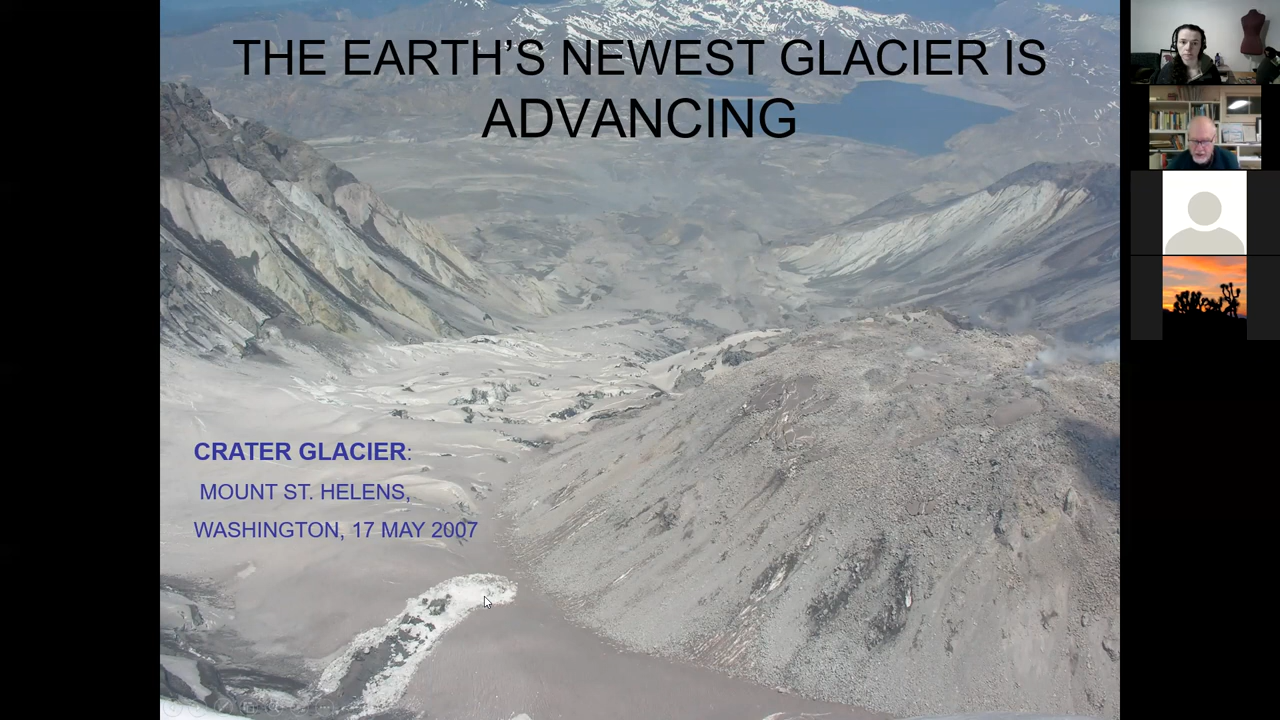 THE EARTH’S NEWEST GLACIER IS
ADVANCING
CRATER GLACIER:
MOUNT ST. HELENS,
WASHINGTON, 17 MAY 2007